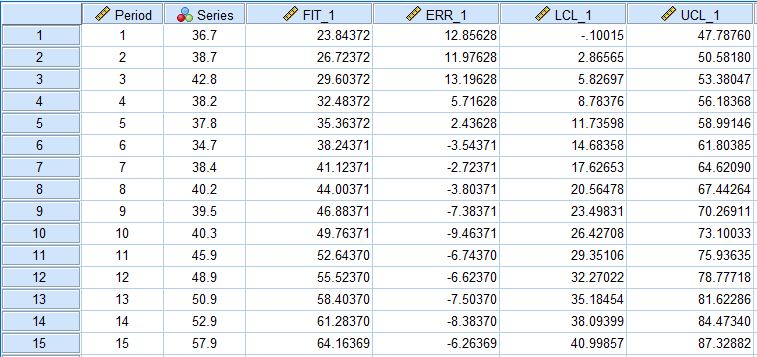 Period Series FIT_1 ERR_1 LCL_1 UCL_1
1 1 36.7 23.84372 12.85628 -.10015 47.78760
2 2 38.7 26.72372 11.97628 2.86565 50.58180
3 3 42.8 29.60372 13.19628 5.82697 53.38047
4 4 38.2 32.48372 5.71628 8.78376 56.18368
5 5 37.8 35.36372 2.43628 11.73598 58.99146
6 6 34.7 38.24371 -3.54371 14.68358 61.80385
7 7 38.4 41.12371 -2.72371 17.62653 64.62090
8 8 40.2 44.00371 -3.80371 20.56478 67.44264
9 9 39.5 46.88371 -7.38371 23.49831 70.26911
10 10 40.3 49.76371 -9.46371 26.42708 73.10033
11 11 45.9 52.64370 -6.74370 29.35106 75.93635
12 12 48.9 55.52370 -6.62370 32.27022 78.77718
13 13 50.9 58.40370 -7.50370 35.18454 81.62286
14 14 52.9 61.28370 -8.38370 38.09399 84.47340
15 15 57.9 64.16369 -6.26369 40.99857 87.32882